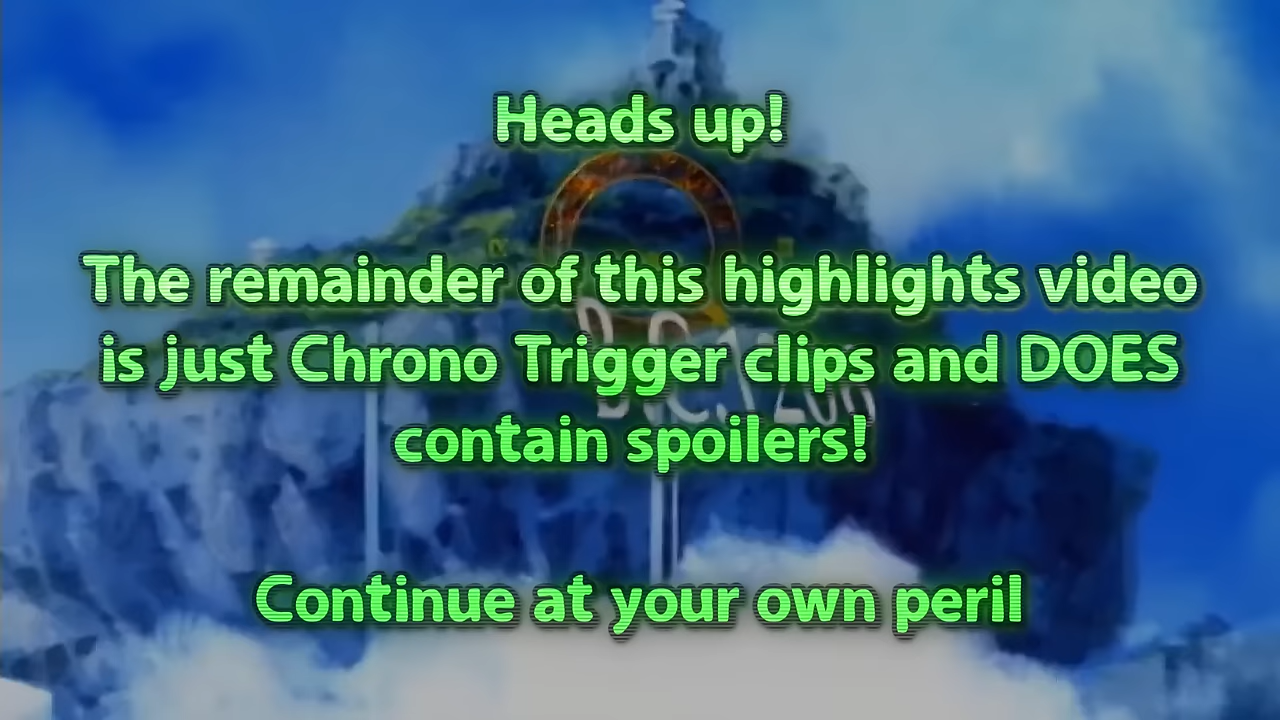 Heads up!
The remainder of this highlights video
is just Chrono Trigger clips and DOES
contain spoilers!
Continue at your own peril